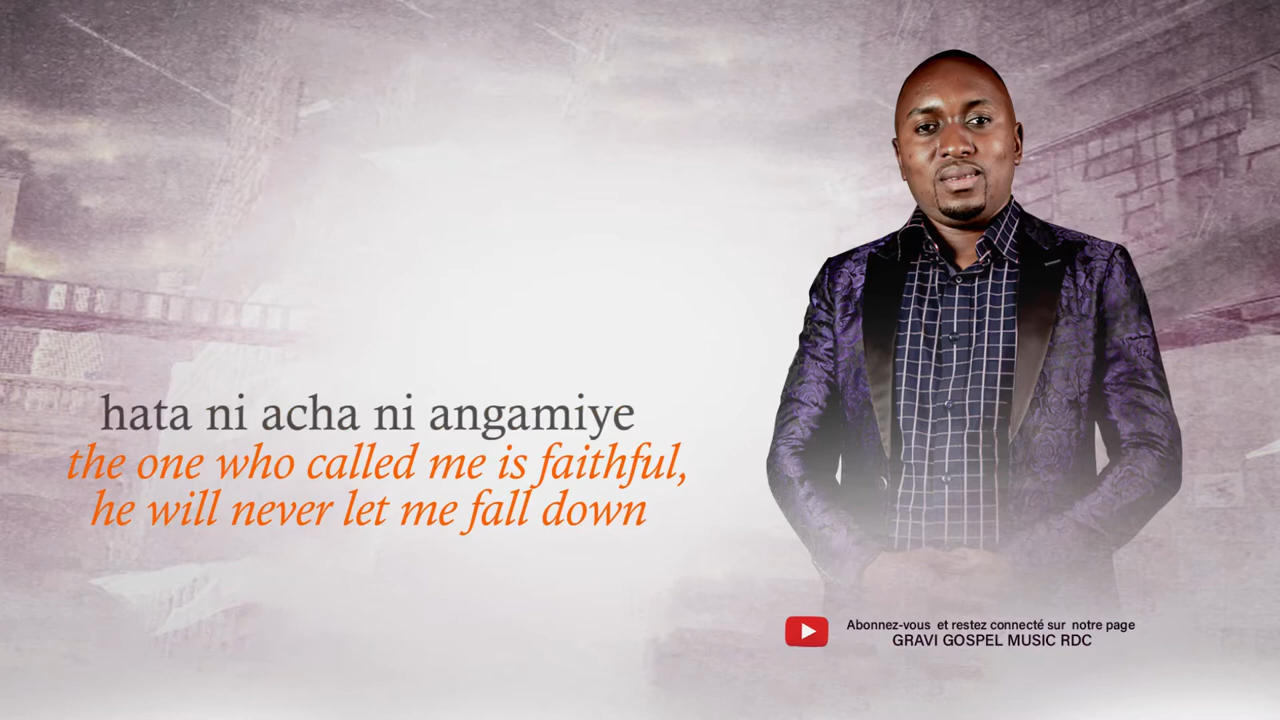 hata ni acha ni angamiye
the one who called me is faithful,
he will never let me fall down
Abonnez-vous et restez connecté sur notre page
GRAVI GOSPEL MUSIC RDC